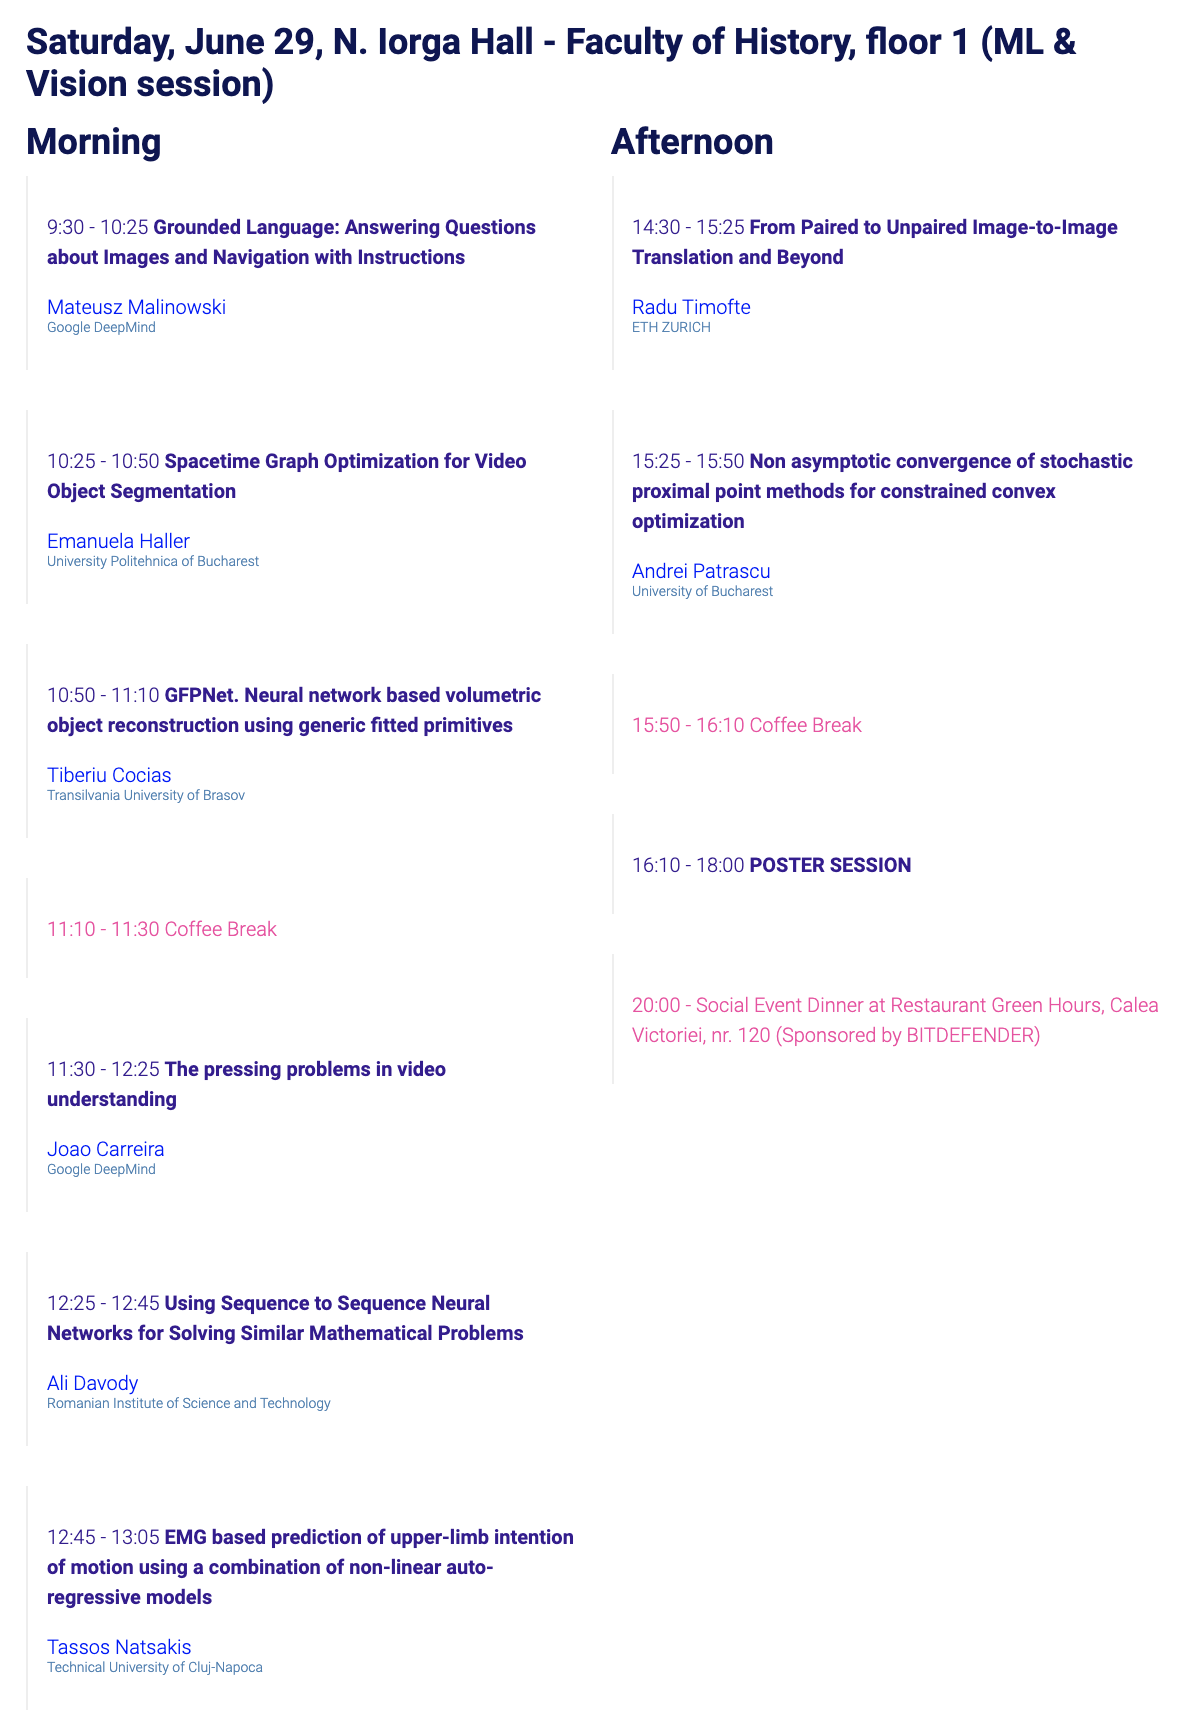 Saturday, June 29, N. Iorga Hall - Faculty of History, floor 1 (ML &
Vision session)
Morning
9:30 - 10:25 Grounded Language: Answering Questions
about Images and Navigation with Instructions
Mateusz Malinowski
Google DeepMind
10:25 - 10:50 Spacetime Graph Optimization for Video
Object Segmentation
Emanuela Haller
University Politehnica of Bucharest
10:50 - 11:10 GFPNet. Neural network based volumetric
object reconstruction using generic fitted primitives
Tiberiu Cocias
Transilvania University of Brasov
11:10 - 11:30 Coffee Break
11:30 - 12:25 The pressing problems in video
understanding
Joao Carreira
Google DeepMind
12:25 - 12:45 Using Sequence to Sequence Neural
Networks for Solving Similar Mathematical Problems
Ali Davody
Romanian Institute of Science and Technology
12:45 - 13:05 EMG based prediction of upper-limb intention
of motion using a combination of non-linear auto-
regressive models
Tassos Natsakis
Technical University of Cluj-Napoca
Afternoon
14:30 - 15:25 From Paired to Unpaired Image-to-Image
Translation and Beyond
Radu Timofte
ETH ZURICH
15:25 - 15:50 Non asymptotic convergence of stochastic
proximal point methods for constrained convex
optimization
Andrei Patrascu
University of Bucharest
15:50 - 16:10 Coffee Break
16:10 - 18:00 POSTER SESSION
20:00 - Social Event Dinner at Restaurant Green Hours, Calea
Victoriei, nr. 120 (Sponsored by BITDEFENDER)